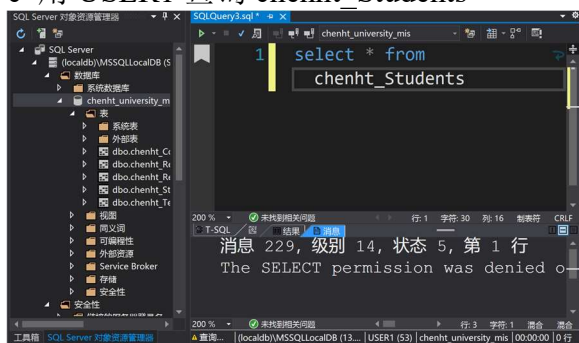 SQL Server 对象资源管理器
SQLQuery3.sql *
chenht_university_mis
SQL Server
(localdb)\MSSQLLocalDB (S
数据库
系统数据库
chenht_university_m
表
系统表
外部表
dbo.chenht_Co
dbo.chenht_Re
dbo.chenht_Re
dbo.chenht_St
dbo.chenht_Te
视图
同义词
可编程性
外部资源
Service Broker
存储
安全性
安全性
1 select * from
chenht_Students
200 % 未找到相关问题 行: 1 字符: 30 列: 16 制表符 CRLF
T-SQL 结果 消息
消息 229, 级别 14, 状态 5, 第 1 行
The SELECT permission was denied o
200 % 未找到相关问题 行: 3 字符: 1 混合 混合
工具箱 SQL Server 对象资源管理器
查询... (localdb)\MSSQLLocalDB (13.... USER1 (53) chenht_university_mis 00:00:00 0 行